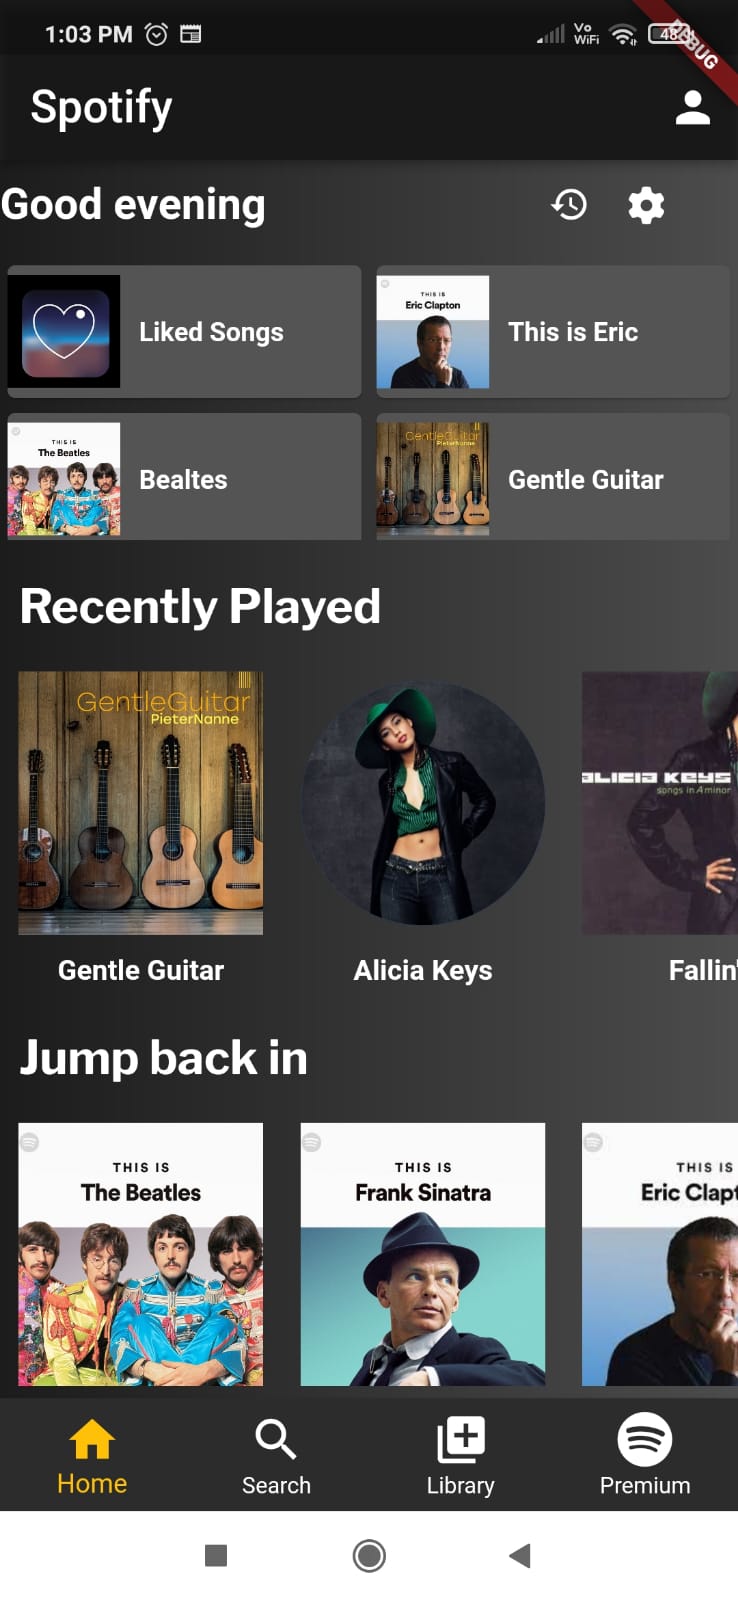 1:03 PM
Vo
WiFi
48
DEBUG
Spotify
Good evening
Liked Songs
THIS IS
Eric Clapton
This is Eric
THIS IS
The Beatles
Bealtes
GentleGuitar
PieterNanne
Gentle Guitar
Recently Played
GentleGuitar
PieterNanne
ALICIA KEYS
songs in A minor
Gentle Guitar
Alicia Keys
Fallin'
Jump back in
THIS IS
The Beatles
THIS IS
Frank Sinatra
THIS IS
Eric Clapt
Home
Search
Library
Premium